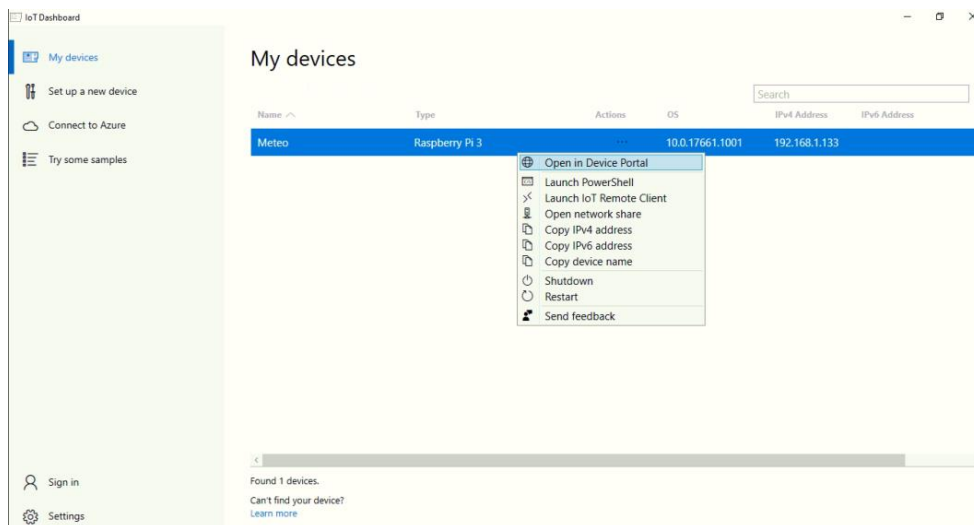 IoT Dashboard
My devices
Set up a new device
Connect to Azure
Try some samples
Sign in
Settings
My devices
Search
Name Type Actions OS IPv4 Address IPv6 Address
Meteo Raspberry Pi 3 ... 10.0.17661.1001 192.168.1.133
Open in Device Portal
Launch PowerShell
Launch IoT Remote Client
Open network share
Copy IPv4 address
Copy IPv6 address
Copy device name
Shutdown
Restart
Send feedback
Found 1 devices.
Can't find your device?
Learn more